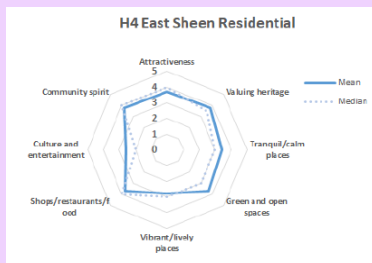 H4 East Sheen Residential
Attractiveness
5
4
3
2
1
0
Valuing heritage
Tranquil/calm
places
Green and open
spaces
Vibrant/lively
places
Shops/restaurants/f
ood
Culture and
entertainment
Community spirit
Mean
Median